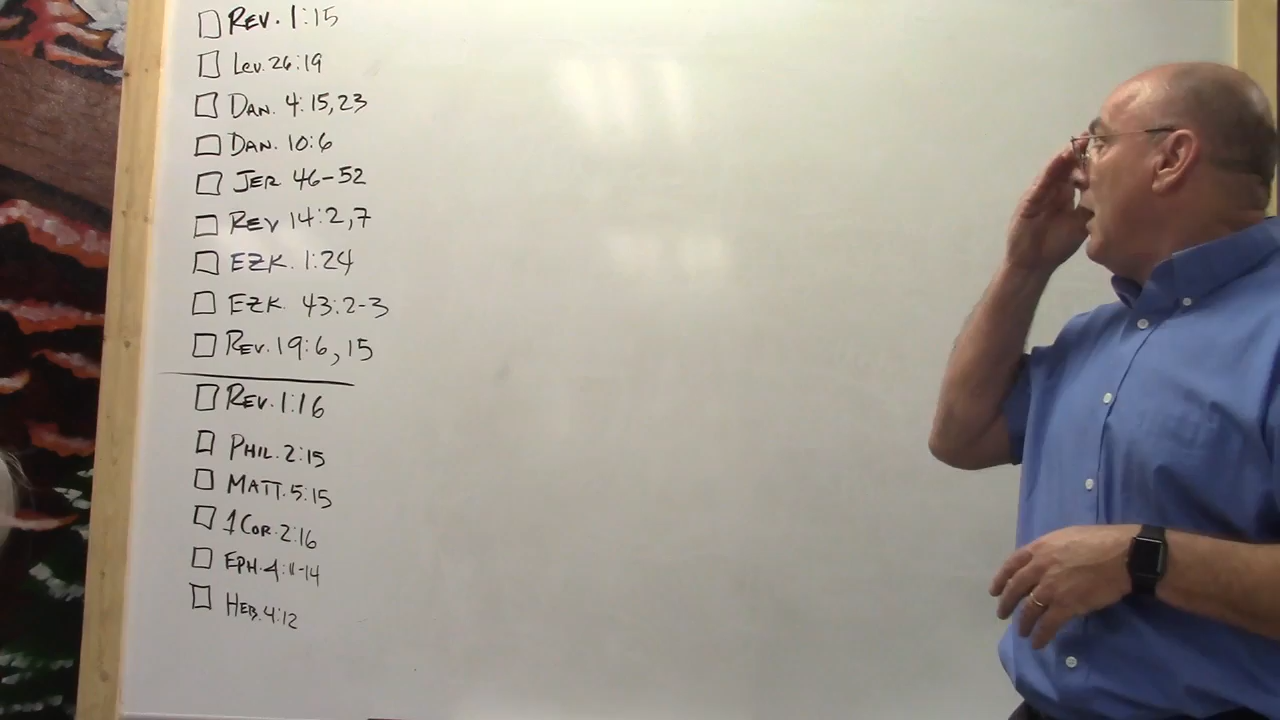 ☐ REV. 1:15
☐ Lev. 26:19
☐ DAN. 4:15,23
☐ DAN. 10:6
☐ JER 46-52
☐ REV 14:2,7
☐ EZK. 1:24
☐ EZK. 43:2-3
☐ REV. 19:6, 15
☐ REV. 1:16
☐ PHIL. 2:15
☐ MATT. 5:15
☐ 1 COR. 2:16
☐ EPH. 4:11-14
☐ HEB. 4:12